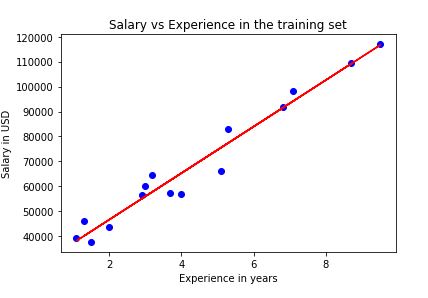 Salary vs Experience in the training set
120000
110000
100000
90000
80000
70000
60000
50000
40000
Salary in USD
2 4 6 8
Experience in years